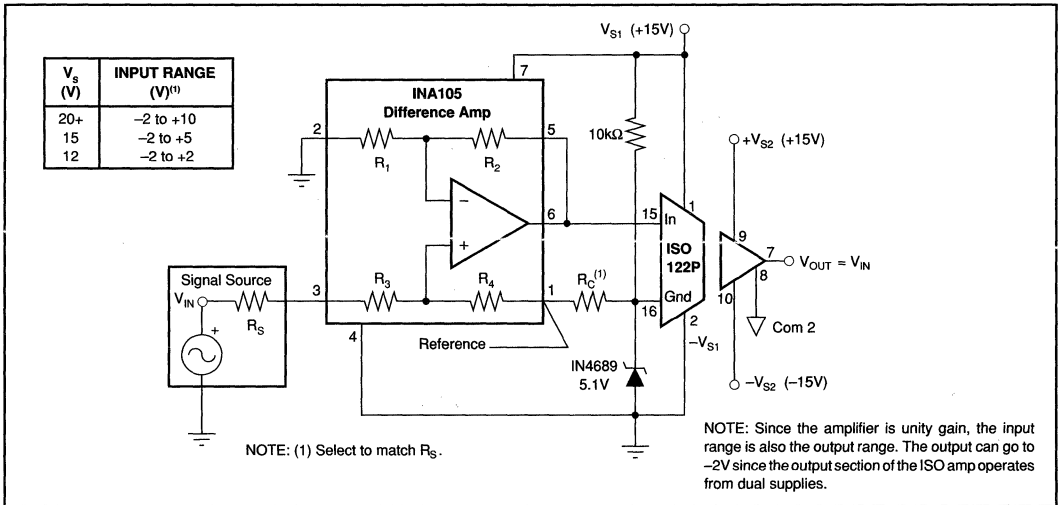 V_S1 (+15V)
V_S (V) INPUT RANGE (V)(1)
20+ –2 to +10
15 –2 to +5
12 –2 to +2
INA105
Difference Amp
7
2
R1
R2
5
10kΩ
+V_S2 (+15V)
–
+
6
15 In
1
ISO
122P
9
7
V_OUT = V_IN
8
10
Signal Source
V_IN
R_S
+
3
R3
R4
1
R_C(1)
16 Gnd
2
–V_S1
Com 2
4
Reference
IN4689
5.1V
–V_S2 (–15V)
NOTE: (1) Select to match R_S.
NOTE: Since the amplifier is unity gain, the input
range is also the output range. The output can go to
–2V since the output section of the ISO amp operates
from dual supplies.